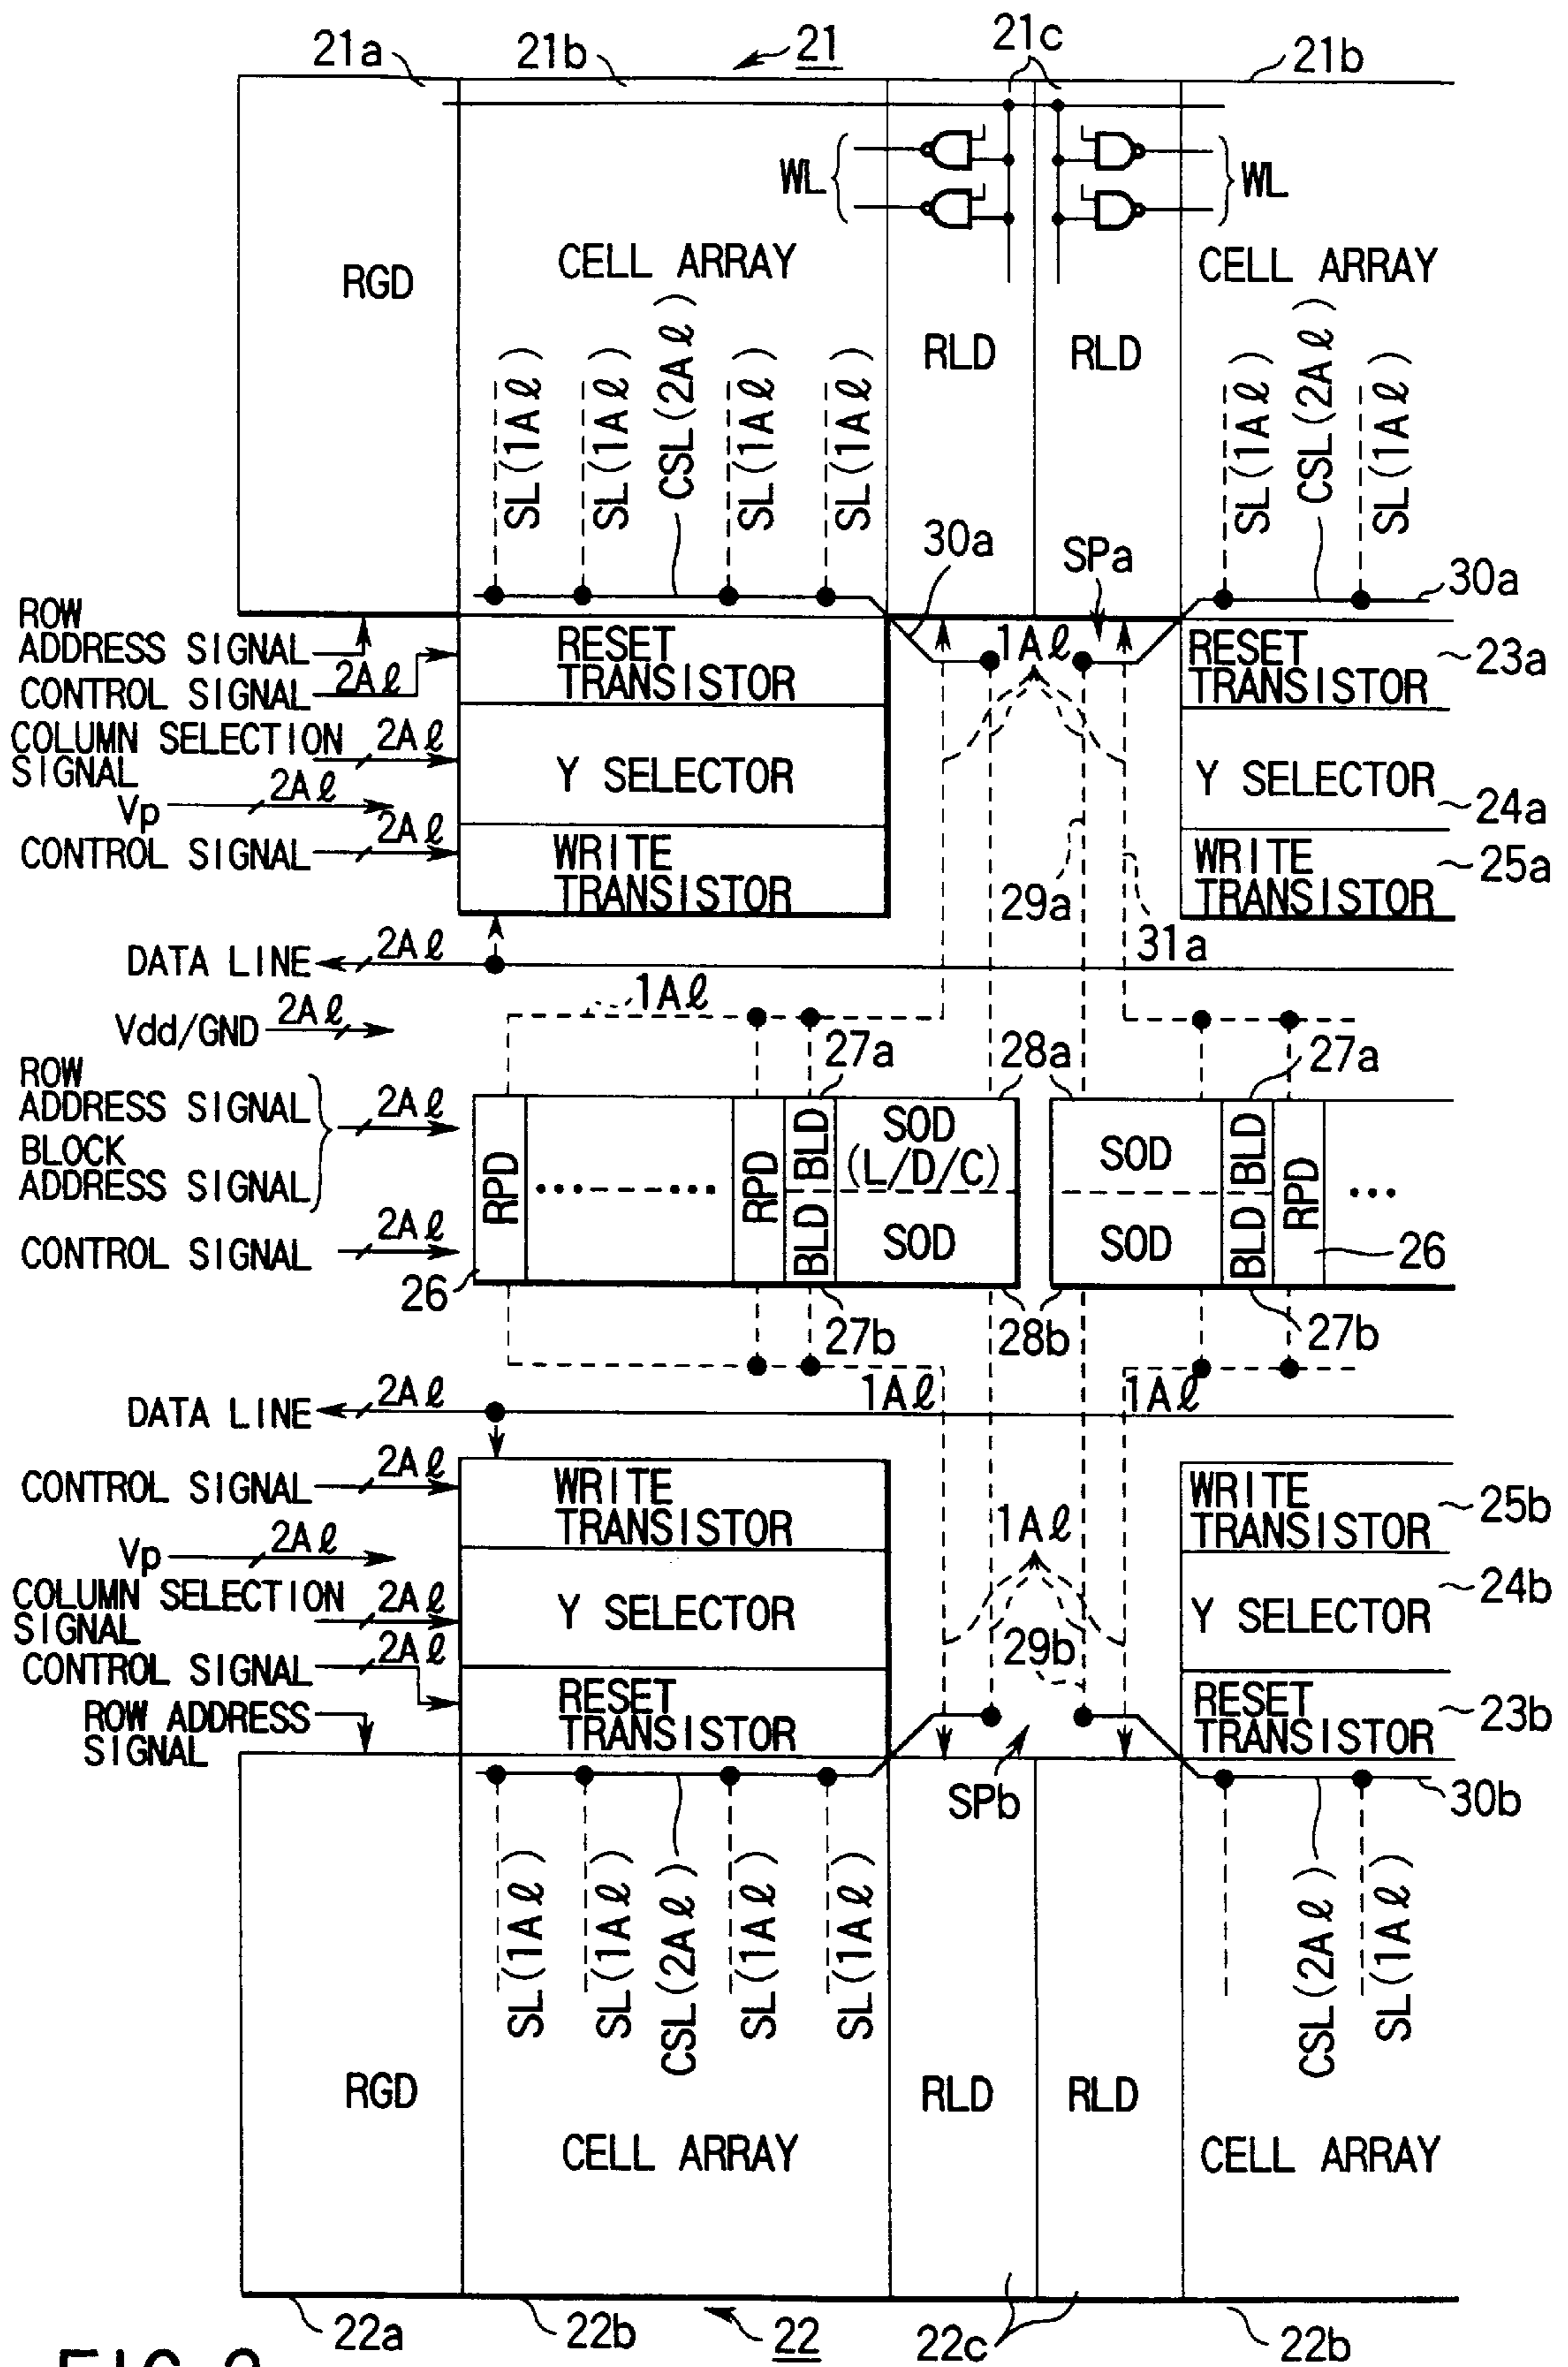 21a
21b
21
21c
21b
WL
WL
RGD
CELL ARRAY
CELL ARRAY
RLD
RLD
SL(1Aℓ)
SL(1Aℓ)
CSL(2Aℓ)
SL(1Aℓ)
SL(1Aℓ)
SL(1Aℓ)
CSL(2Aℓ)
SL(1Aℓ)
30a
SPa
30a
ROW
ADDRESS SIGNAL
CONTROL SIGNAL
2Aℓ
RESET
TRANSISTOR
1Aℓ
RESET
TRANSISTOR
23a
COLUMN SELECTION
SIGNAL
2Aℓ
Y SELECTOR
Y SELECTOR
24a
Vp
2Aℓ
CONTROL SIGNAL
2Aℓ
WRITE
TRANSISTOR
29a
WRITE
TRANSISTOR
25a
31a
DATA LINE
2Aℓ
1Aℓ
Vdd/GND
2Aℓ
27a
28a
27a
ROW
ADDRESS SIGNAL
BLOCK
ADDRESS SIGNAL
2Aℓ
RPD
RPD
BLD
BLD
SOD
(L/D/C)
SOD
SOD
SOD
BLD
BLD
RPD
CONTROL SIGNAL
2Aℓ
26
26
27b
28b
27b
1Aℓ
1Aℓ
DATA LINE
2Aℓ
CONTROL SIGNAL
2Aℓ
WRITE
TRANSISTOR
1Aℓ
WRITE
TRANSISTOR
25b
Vp
2Aℓ
COLUMN SELECTION
SIGNAL
2Aℓ
Y SELECTOR
Y SELECTOR
24b
29b
CONTROL SIGNAL
2Aℓ
RESET
TRANSISTOR
RESET
TRANSISTOR
23b
ROW ADDRESS
SIGNAL
SPb
30b
SL(1Aℓ)
SL(1Aℓ)
CSL(2Aℓ)
SL(1Aℓ)
SL(1Aℓ)
CSL(2Aℓ)
SL(1Aℓ)
RGD
RLD
RLD
CELL ARRAY
CELL ARRAY
22a
22b
22
22c
22b